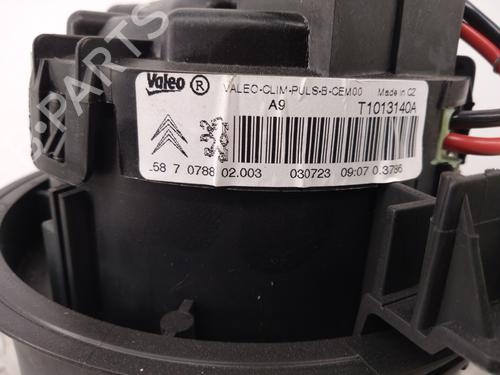 Valeo ® VALEO-CLIM-PULS-B-CEM00 Made in CZ
A9 T1013140A
.58 7 0788 02.003 030723 09:07 0.3786
B-PARTS